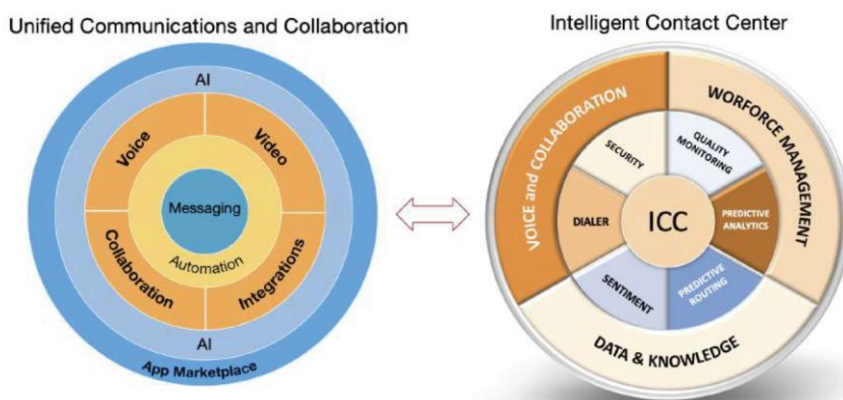 Unified Communications and Collaboration
AI
Voice
Video
Messaging
Automation
Collaboration
Integrations
AI
App Marketplace
Intelligent Contact Center
VOICE and COLLABORATION
WORFORCE MANAGEMENT
SECURITY
QUALITY
MONITORING
DIALER
ICC
PREDICTIVE
ANALYTICS
SENTIMENT
PREDICTIVE
ROUTING
DATA & KNOWLEDGE